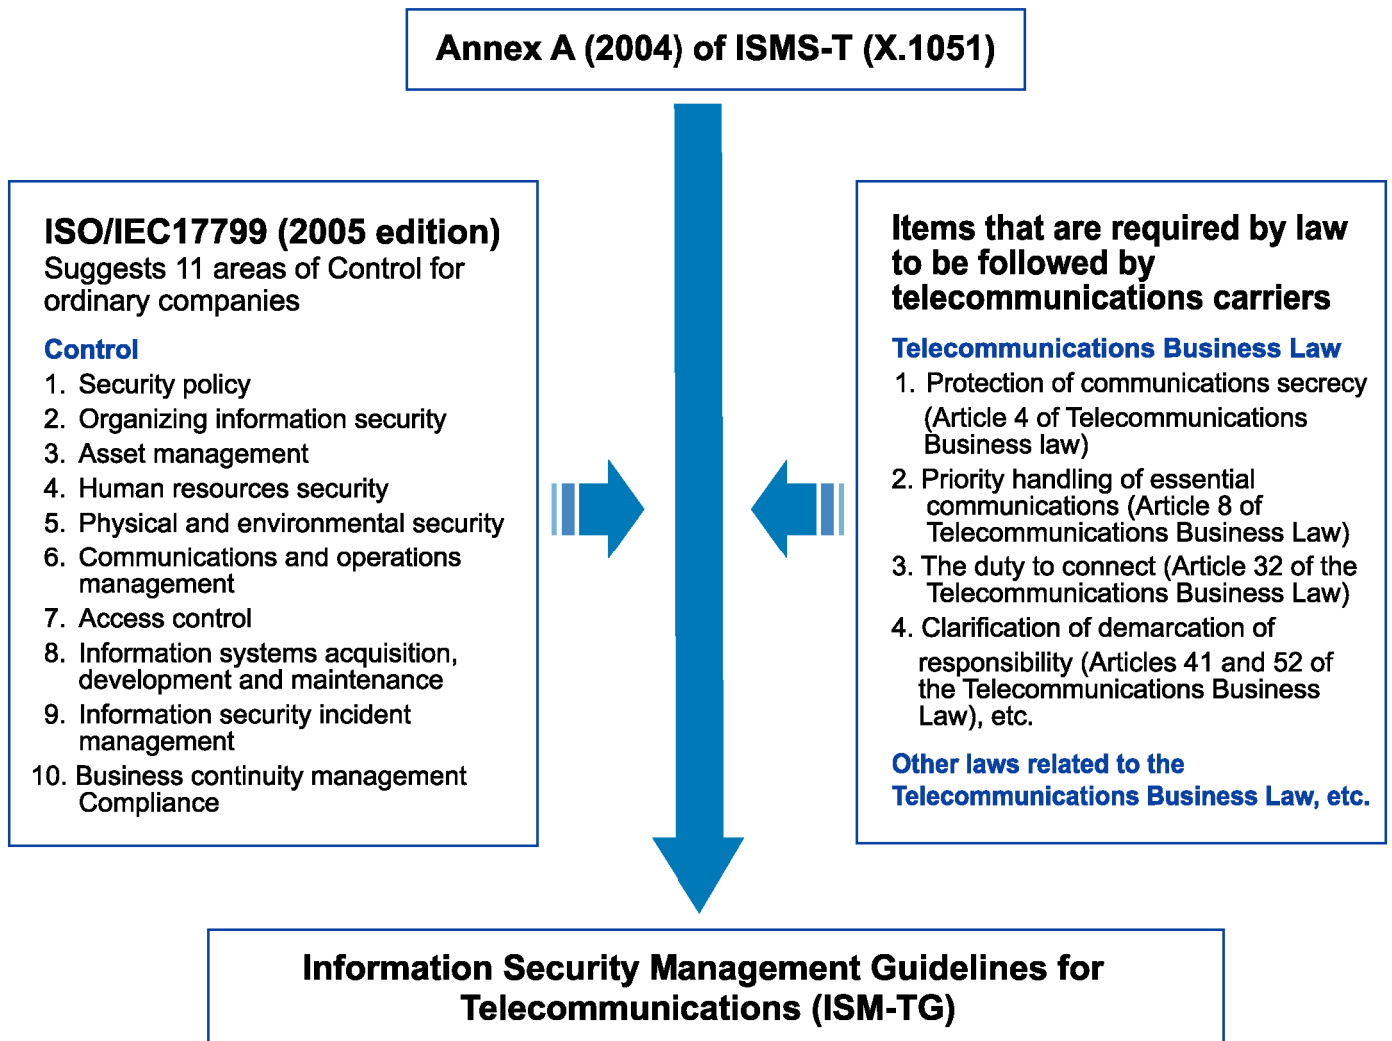 Annex A (2004) of ISMS-T (X.1051)
ISO/IEC17799 (2005 edition)
Suggests 11 areas of Control for
ordinary companies
Control
1. Security policy
2. Organizing information security
3. Asset management
4. Human resources security
5. Physical and environmental security
6. Communications and operations
management
7. Access control
8. Information systems acquisition,
development and maintenance
9. Information security incident
management
10. Business continuity management
Compliance
Items that are required by law
to be followed by
telecommunications carriers
Telecommunications Business Law
1. Protection of communications secrecy
(Article 4 of Telecommunications
Business law)
2. Priority handling of essential
communications (Article 8 of
Telecommunications Business Law)
3. The duty to connect (Article 32 of the
Telecommunications Business Law)
4. Clarification of demarcation of
responsibility (Articles 41 and 52 of
the Telecommunications Business
Law), etc.
Other laws related to the
Telecommunications Business Law, etc.
Information Security Management Guidelines for
Telecommunications (ISM-TG)